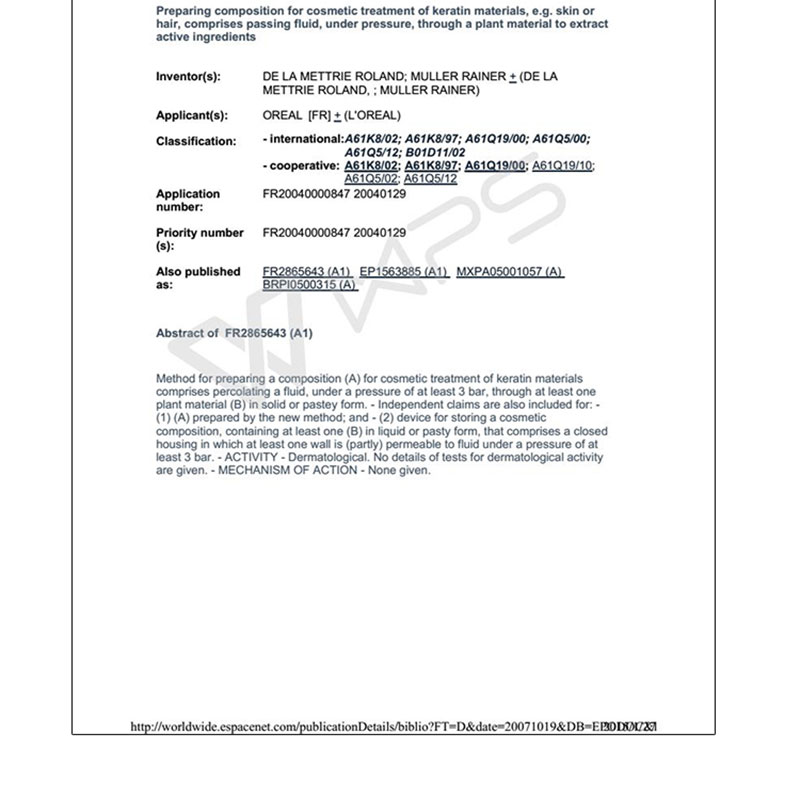 Preparing composition for cosmetic treatment of keratin materials, e.g. skin or
hair, comprises passing fluid, under pressure, through a plant material to extract
active ingredients
Inventor(s): DE LA METTRIE ROLAND; MULLER RAINER + (DE LA
METTRIE ROLAND, ; MULLER RAINER)
Applicant(s): OREAL [FR] + (L'OREAL)
Classification: - international:A61K8/02; A61K8/97; A61Q19/00; A61Q5/00;
A61Q5/12; B01D11/02
- cooperative: A61K8/02; A61K8/97; A61Q19/00; A61Q19/10;
A61Q5/02; A61Q5/12
Application FR20040000847 20040129
number:
Priority number FR20040000847 20040129
(s):
Also published FR2865643 (A1) EP1563885 (A1) MXPA05001057 (A)
as: BRPI0500315 (A)
Abstract of FR2865643 (A1)
Method for preparing a composition (A) for cosmetic treatment of keratin materials
comprises percolating a fluid, under a pressure of at least 3 bar, through at least one
plant material (B) in solid or pastey form. - Independent claims are also included for: -
(1) (A) prepared by the new method; and - (2) device for storing a cosmetic
composition, containing at least one (B) in liquid or pasty form, that comprises a closed
housing in which at least one wall is (partly) permeable to fluid under a pressure of at
least 3 bar. - ACTIVITY - Dermatological. No details of tests for dermatological activity
are given. - MECHANISM OF ACTION - None given.
WPS
http://worldwide.espacenet.com/publicationDetails/biblio?FT=D&date=20071019&DB=